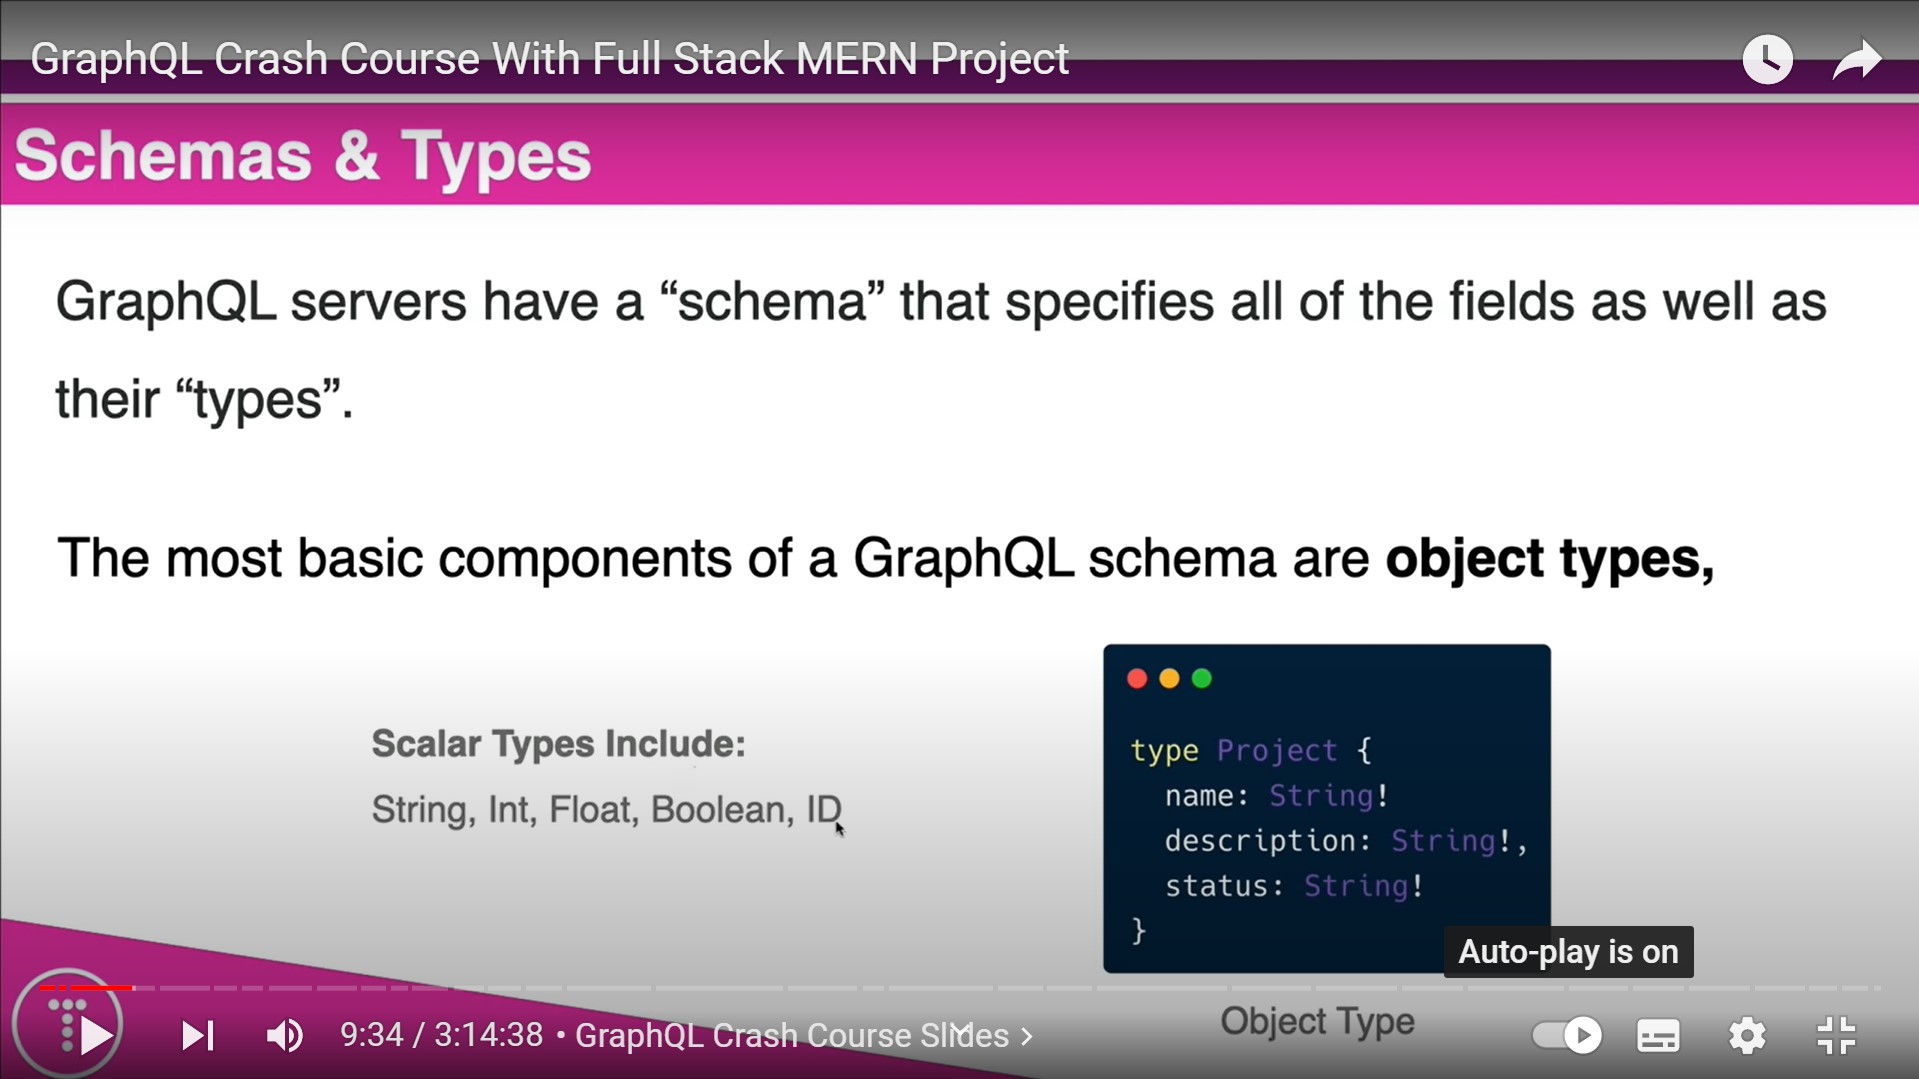 GraphQL Crash Course With Full Stack MERN Project
Schemas & Types
GraphQL servers have a “schema” that specifies all of the fields as well as
their “types”.
The most basic components of a GraphQL schema are object types,
Scalar Types Include:
String, Int, Float, Boolean, ID
type Project {
name: String!
description: String!,
status: String!
}
Object Type
Auto-play is on
9:34 / 3:14:38 • GraphQL Crash Course Slides ›